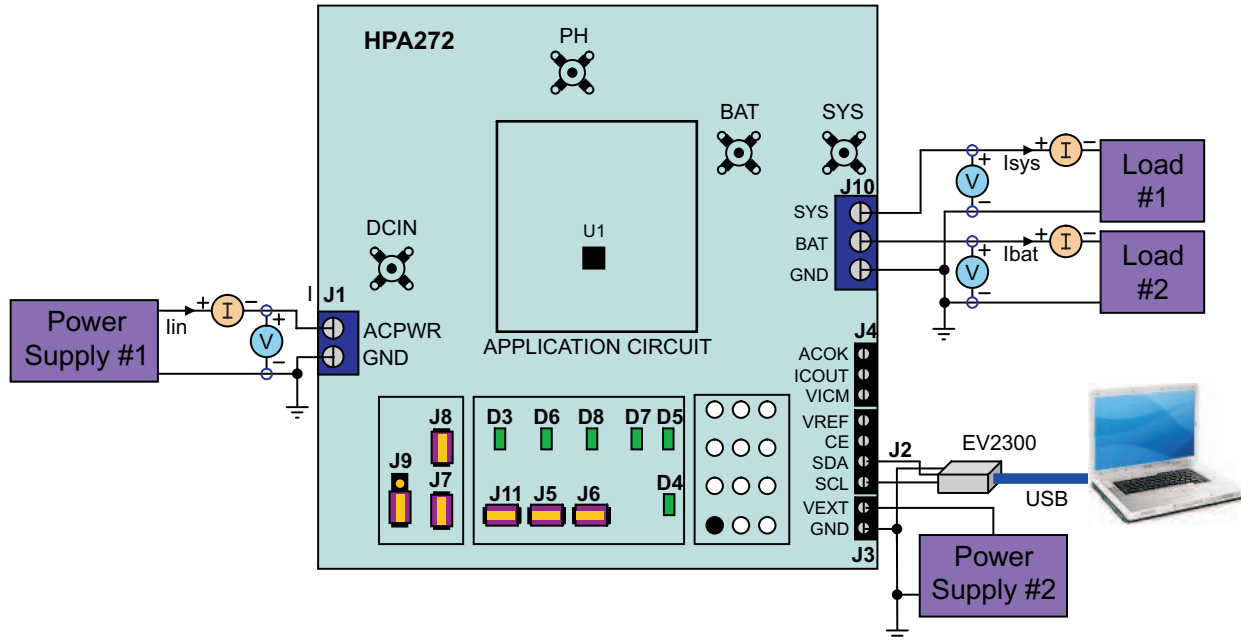 HPA272
PH
BAT
SYS
J10
SYS
BAT
GND
+
Isys
+
I
−
V
−
Load
#1
+
Ibat
+
I
−
V
−
Load
#2
DCIN
U1
APPLICATION CIRCUIT
I
J1
ACPWR
GND
Power
Supply #1
Iin
+
I
−
+
V
−
J4
ACOK
ICOUT
VICM
VREF
CE
SDA
SCL
VEXT
GND
J3
J2
EV2300
USB
Power
Supply #2
J8
J9
J7
D3
D6
D8
D7
D5
D4
J11
J5
J6